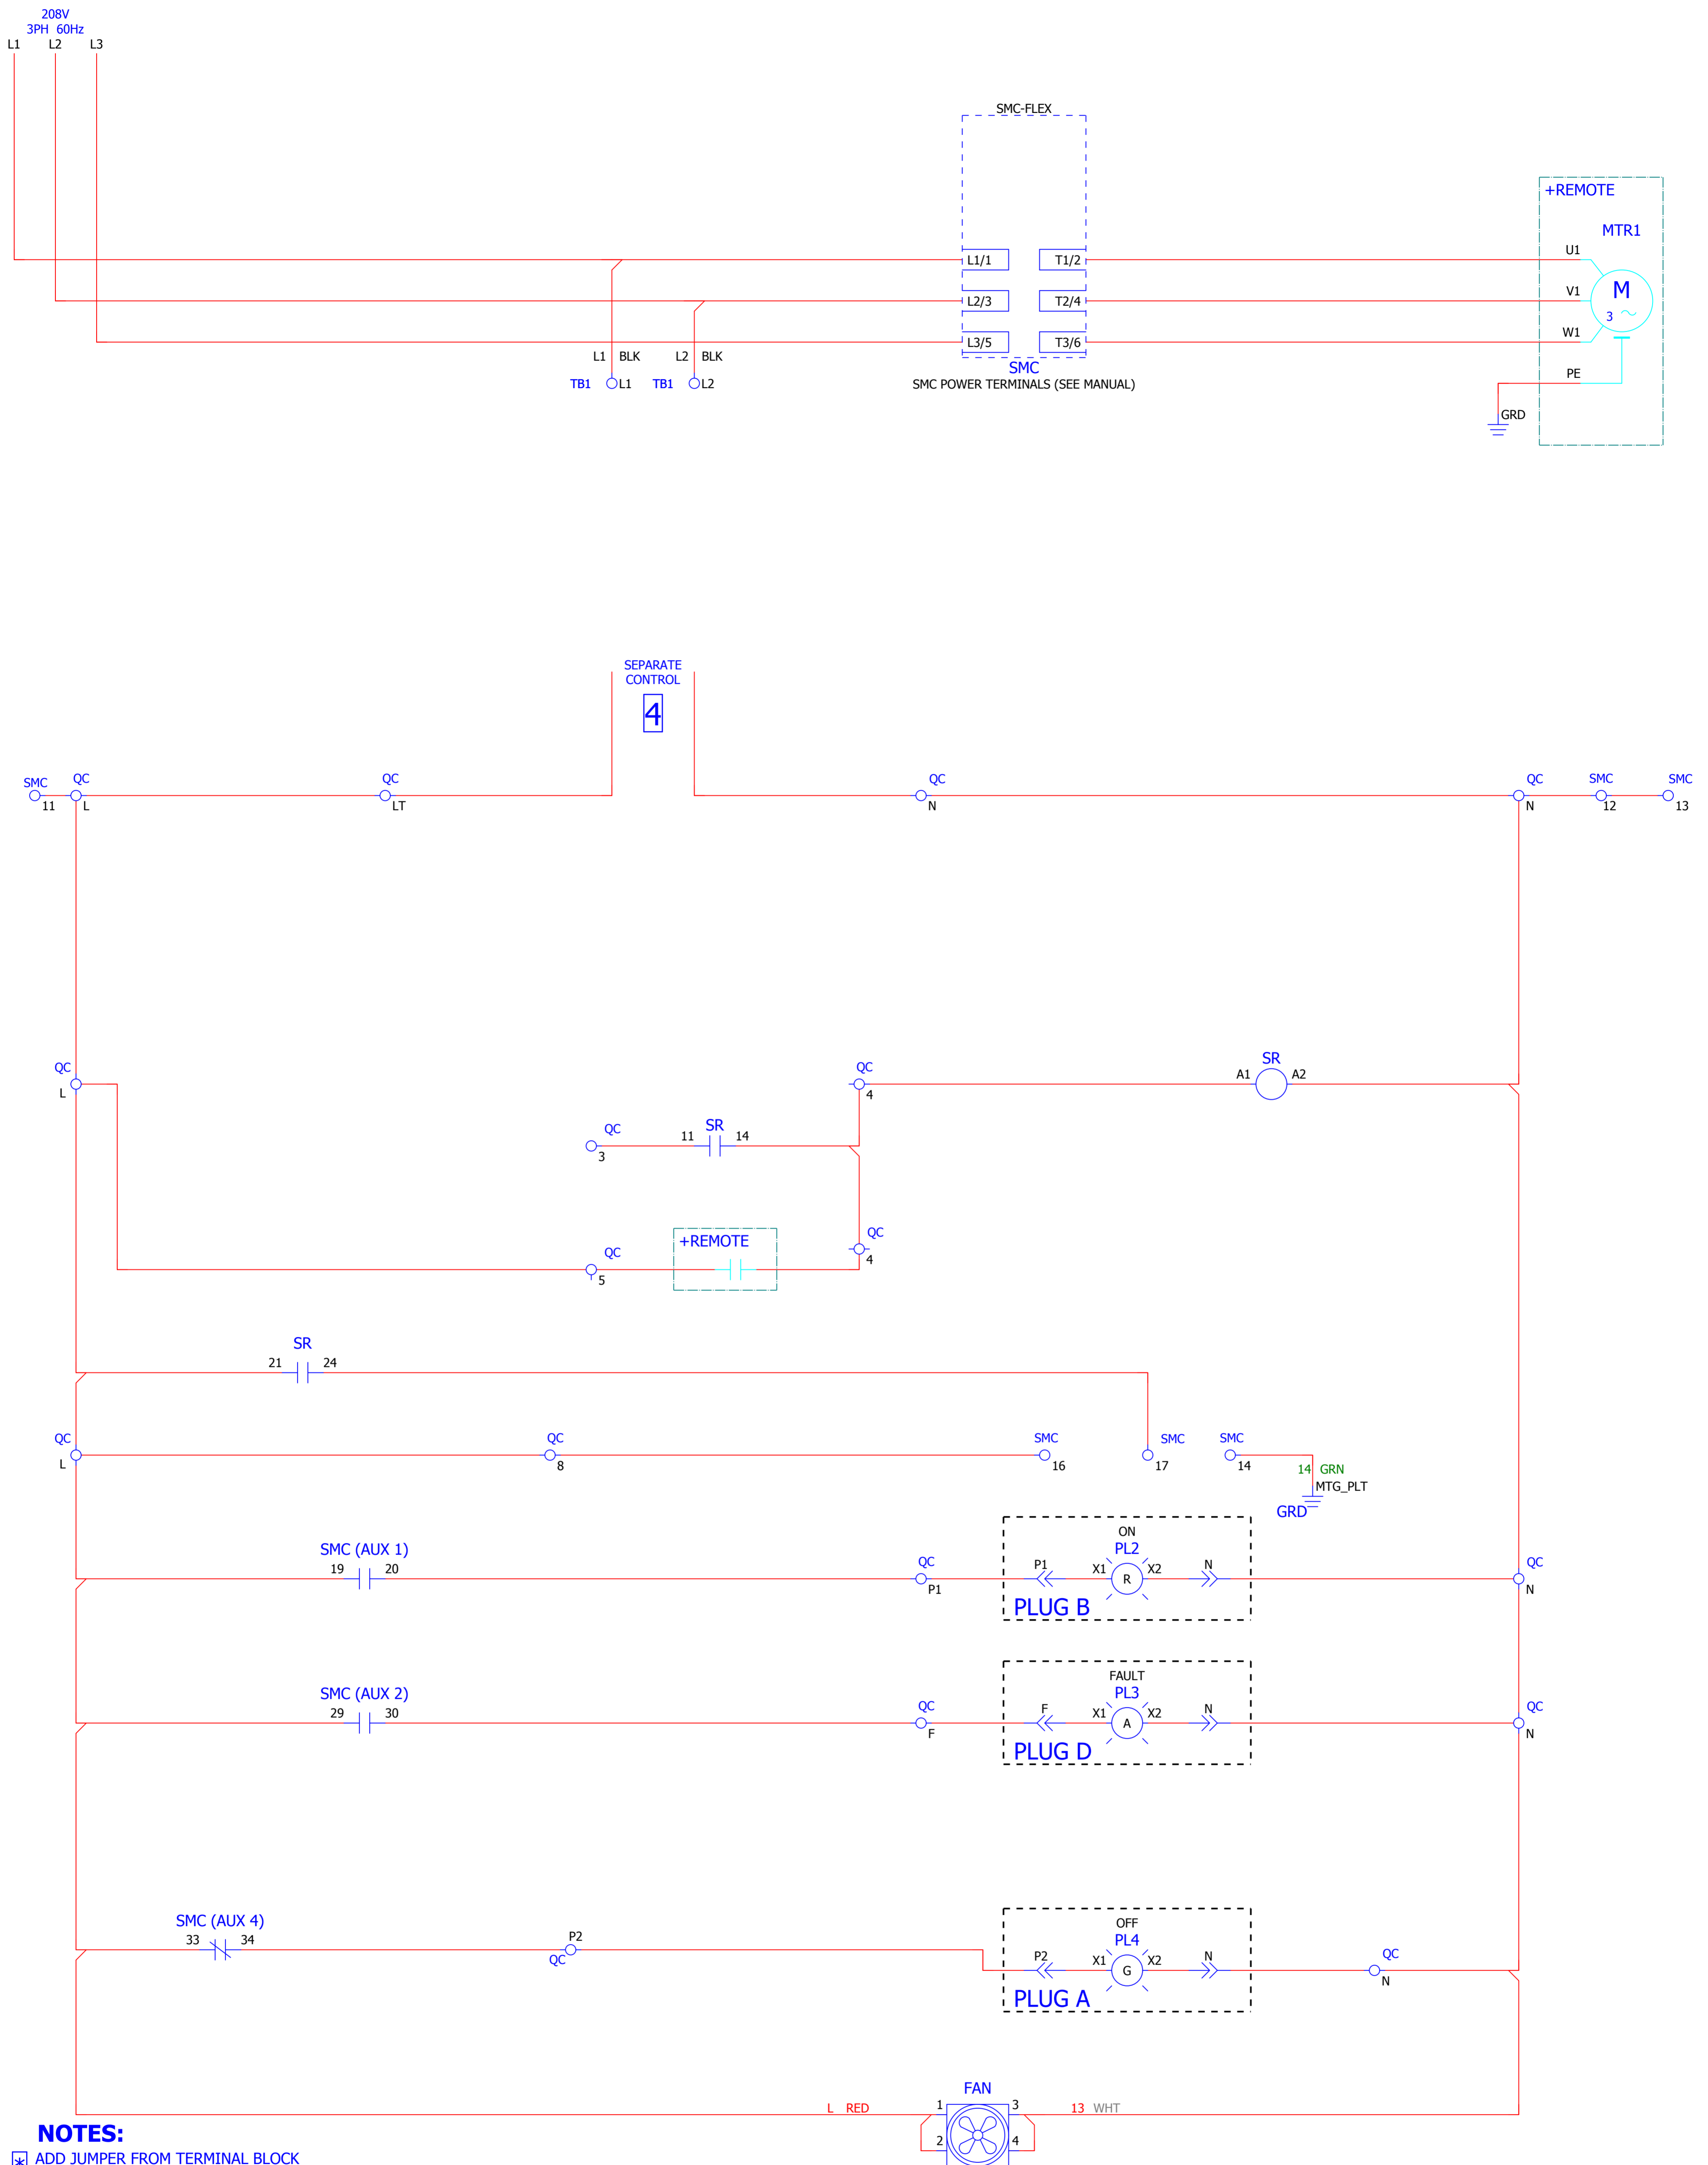 208V
3PH 60Hz
L1 L2 L3
SMC-FLEX
+REMOTE
MTR1
L1/1 T1/2 U1
L2/3 T2/4 V1 M
3
L3/5 T3/6 W1
L1 BLK L2 BLK
SMC
TB1 L1 TB1 L2 SMC POWER TERMINALS (SEE MANUAL) PE
GRD
SEPARATE
CONTROL
4
SMC QC QC QC QC SMC SMC
11 L LT N N 12 13
QC QC SR
L 4 A1 A2
QC SR
3 11 14
QC +REMOTE QC
5 4
SR
21 24
QC QC SMC SMC SMC
L 8 16 17 14
14 GRN
MTG_PLT
GRD
ON
SMC (AUX 1) PL2
19 20 QC P1 X1 R X2 N QC
P1 N
PLUG B
FAULT
SMC (AUX 2) PL3
29 30 QC F X1 A X2 N QC
F N
PLUG D
OFF
SMC (AUX 4) PL4
33 34 P2 P2 X1 G X2 N QC
QC N
PLUG A
FAN
L RED 1 3 13 WHT
2 4
NOTES:
* ADD JUMPER FROM TERMINAL BLOCK